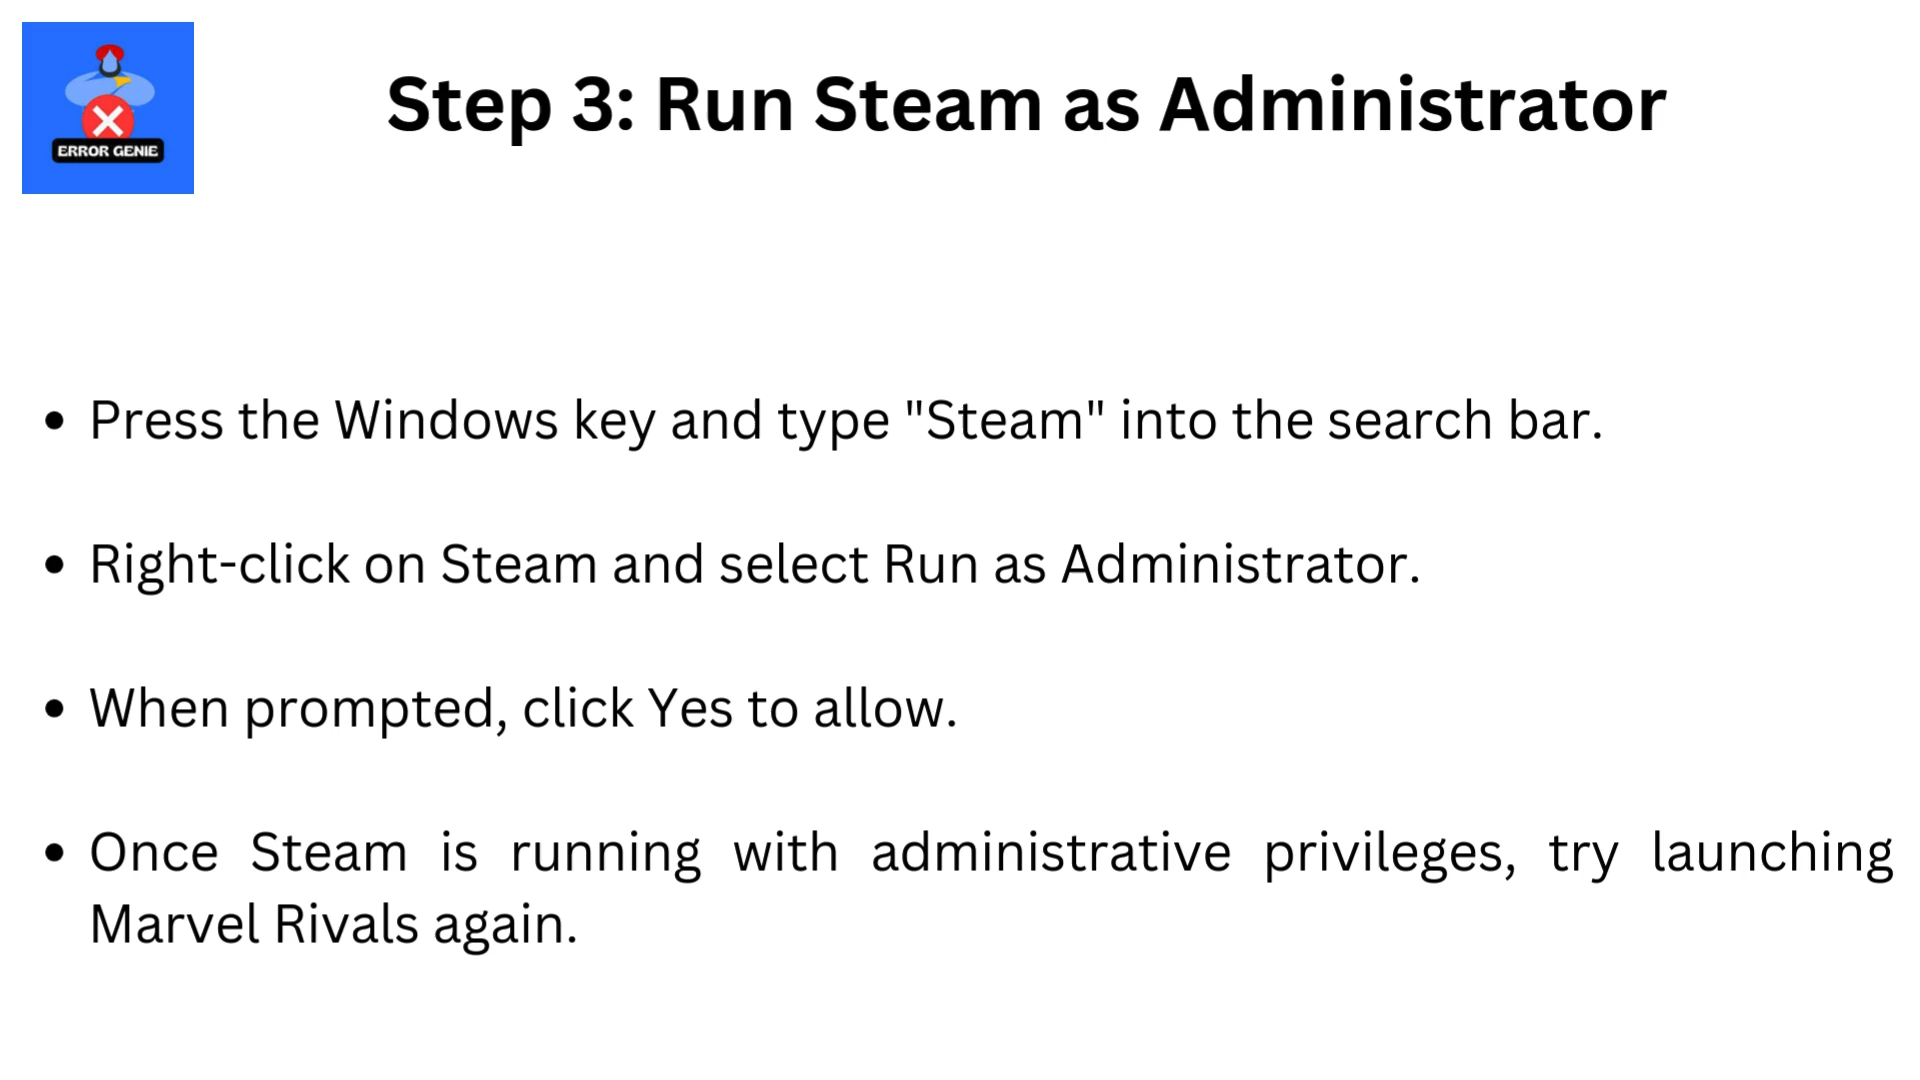 ERROR GENIE
Step 3: Run Steam as Administrator
• Press the Windows key and type "Steam" into the search bar.
• Right-click on Steam and select Run as Administrator.
• When prompted, click Yes to allow.
• Once Steam is running with administrative privileges, try launching
Marvel Rivals again.